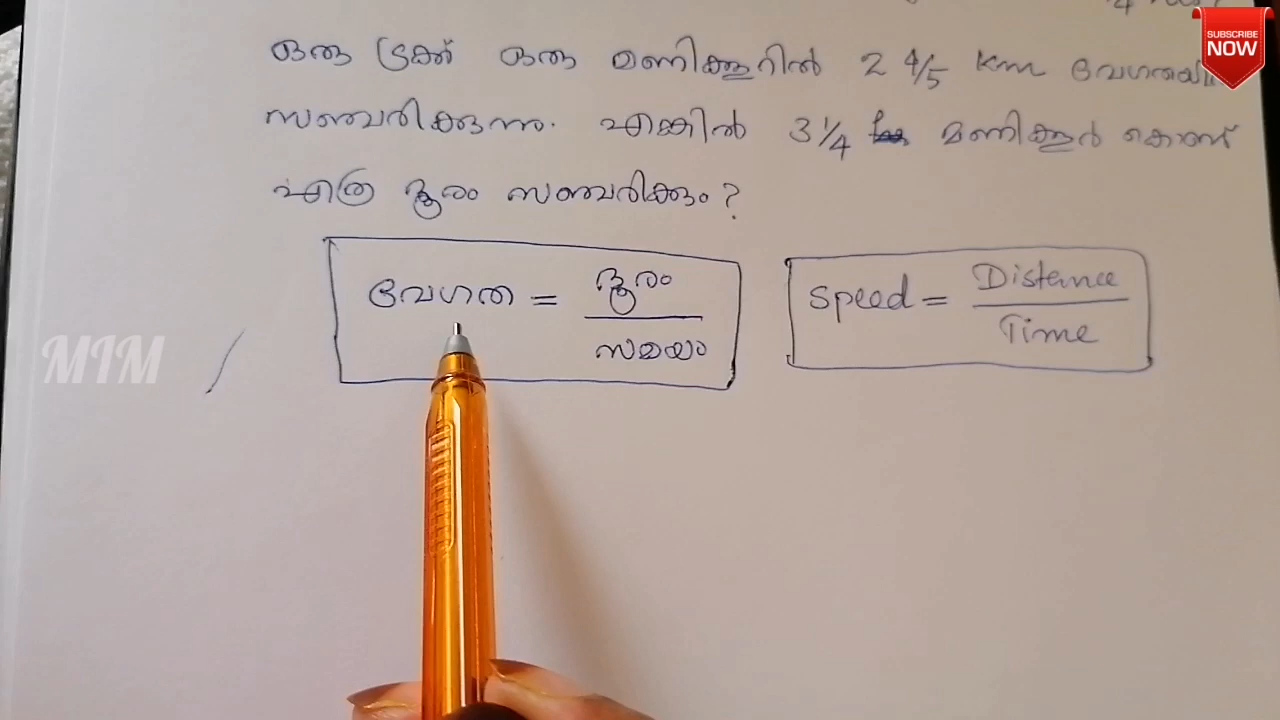 ഒരു ട്രക്ക് ഒരു മണിക്കൂറിൽ 2 4/5 km വേഗതയിൽ
SUBSCRIBE
NOW
സഞ്ചരിക്കുന്നു. എങ്കിൽ 3 1/4 മണിക്കൂർ കൊണ്ട്
എത്ര ദൂരം സഞ്ചരിക്കും?
വേഗത = ദൂരം / സമയം
Speed = Distance / Time
MIM